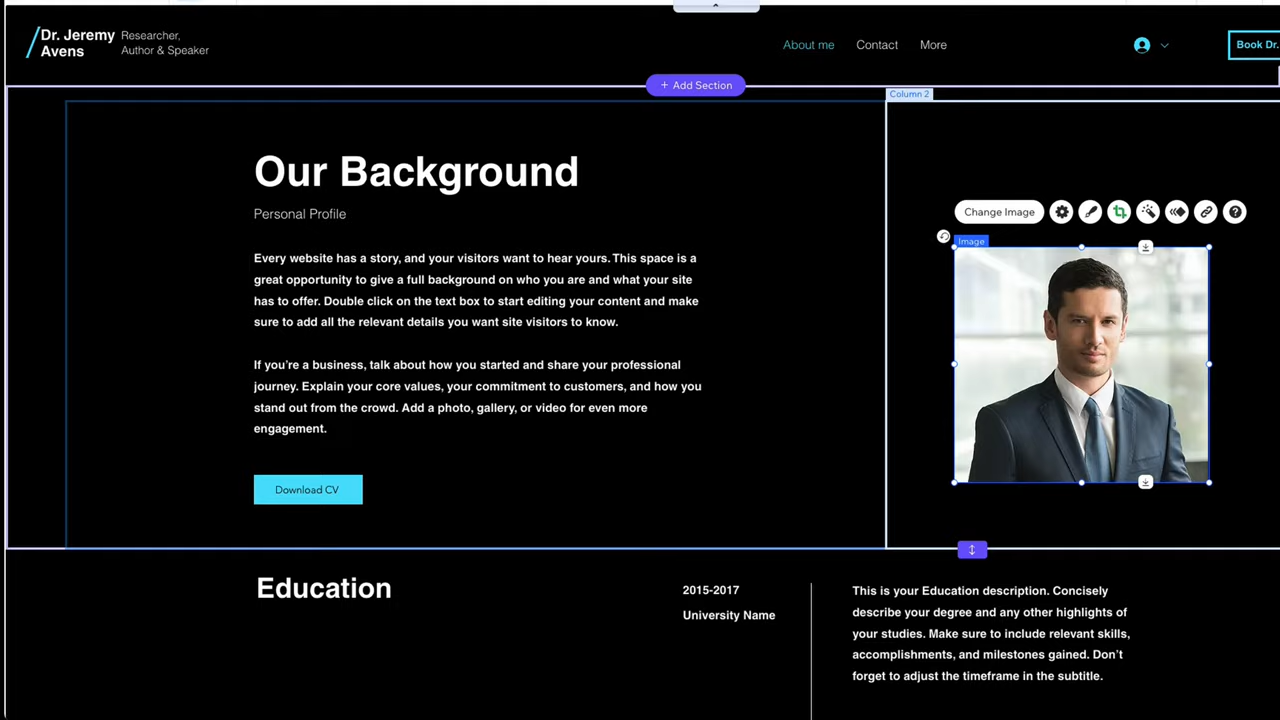 Dr. Jeremy
Avens
Researcher,
Author & Speaker
About me
Contact
More
Book Dr.
+ Add Section
Column 2
Our Background
Personal Profile
Every website has a story, and your visitors want to hear yours. This space is a
great opportunity to give a full background on who you are and what your site
has to offer. Double click on the text box to start editing your content and make
sure to add all the relevant details you want site visitors to know.
If you’re a business, talk about how you started and share your professional
journey. Explain your core values, your commitment to customers, and how you
stand out from the crowd. Add a photo, gallery, or video for even more
engagement.
Download CV
Change Image
?
Image
Education
2015-2017
University Name
This is your Education description. Concisely
describe your degree and any other highlights of
your studies. Make sure to include relevant skills,
accomplishments, and milestones gained. Don’t
forget to adjust the timeframe in the subtitle.